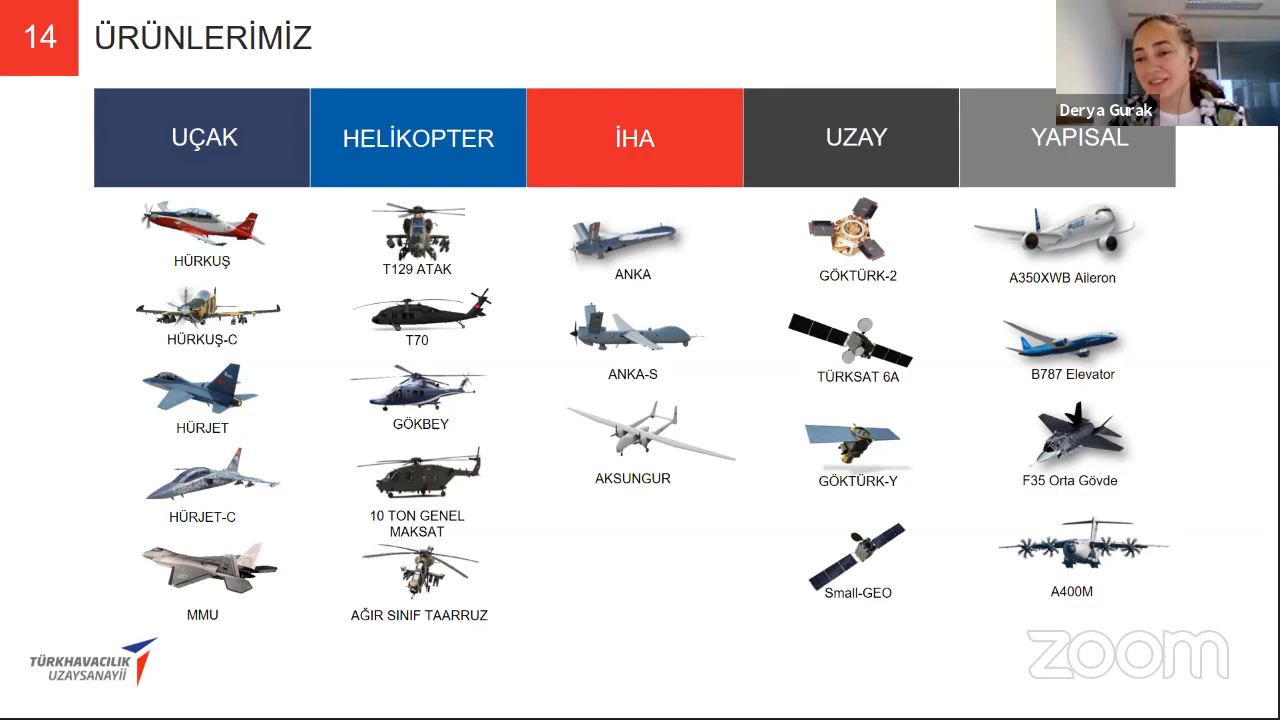 14
ÜRÜNLERİMİZ
Derya Gurak
UÇAK
HELİKOPTER
İHA
UZAY
YAPISAL
HÜRKUŞ
HÜRKUŞ-C
HÜRJET
HÜRJET-C
MMU
T129 ATAK
T70
GÖKBEY
10 TON GENEL
MAKSAT
AĞIR SINIF TAARRUZ
ANKA
ANKA-S
AKSUNGUR
GÖKTÜRK-2
TÜRKSAT 6A
GÖKTÜRK-Y
Small-GEO
A350XWB Aileron
B787 Elevator
F35 Orta Gövde
A400M
TÜRKHAVACILIK
UZAYSANAYİİ
zoom